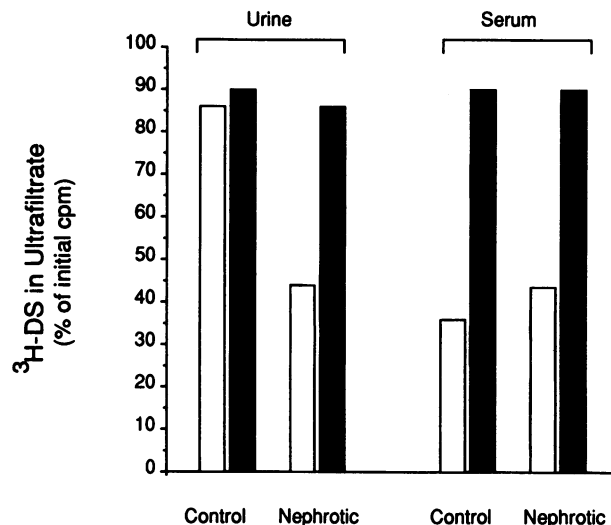 Urine Serum
³H-DS in Ultrafiltrate
(% of initial cpm)
100
90
80
70
60
50
40
30
20
10
0
Control Nephrotic Control Nephrotic